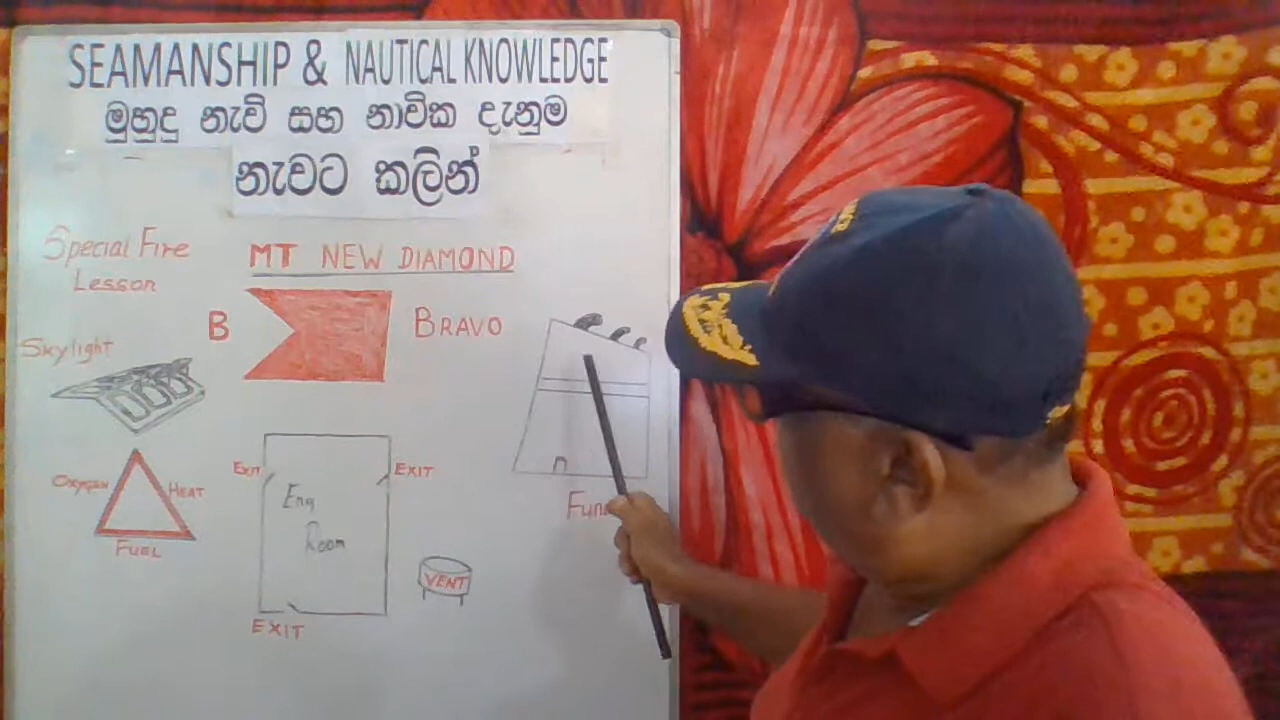 SEAMANSHIP & NAUTICAL KNOWLEDGE
මුහුදු නැවි සහ නාවික දැනුම
නැවට කලින්
Special Fire
Lesson
MT NEW DIAMOND
B
BRAVO
Skylight
OXYGEN
HEAT
FUEL
EXIT
EXIT
Eng
Room
EXIT
VENT